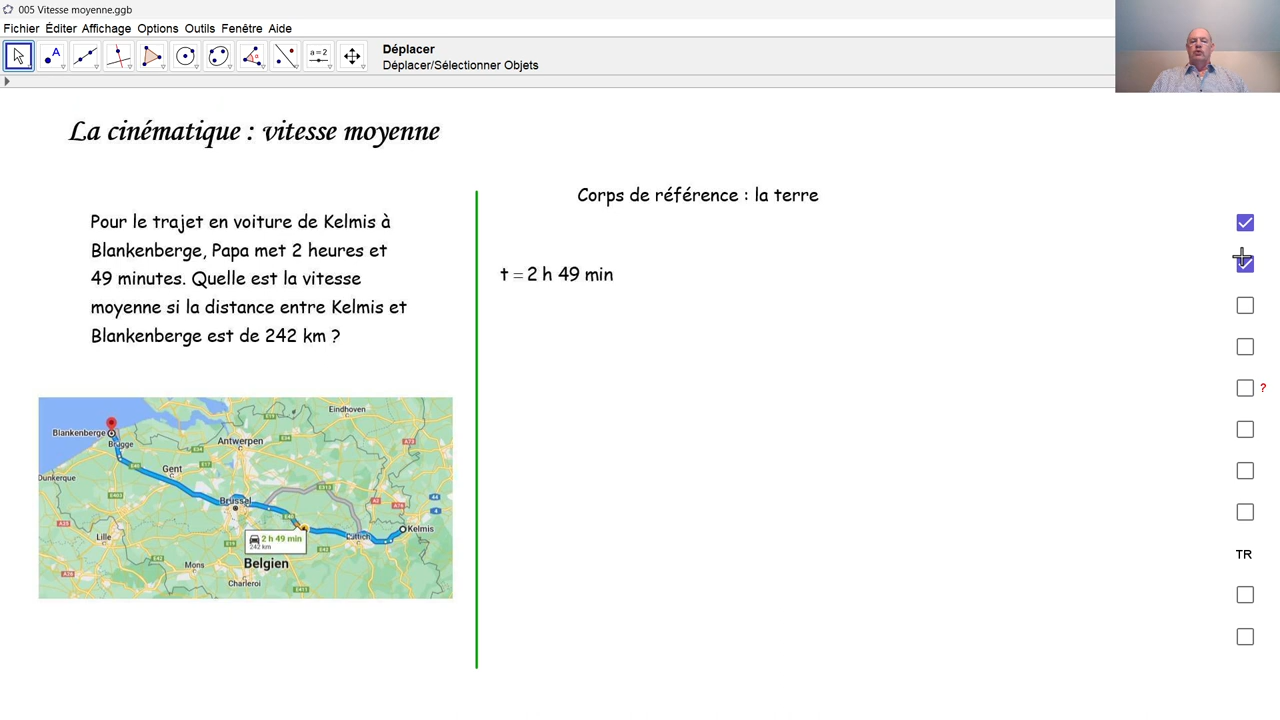 005 Vitesse moyenne.ggb
Fichier Éditer Affichage Options Outils Fenêtre Aide
A
a=2
Déplacer
Déplacer/Sélectionner Objets
La cinématique : vitesse moyenne
Corps de référence : la terre
Pour le trajet en voiture de Kelmis à
Blankenberge, Papa met 2 heures et
49 minutes. Quelle est la vitesse
moyenne si la distance entre Kelmis et
Blankenberge est de 242 km ?
t = 2 h 49 min
?
TR
Eindhoven
Blankenberge
Brugge
Antwerpen
Gent
Dunkerque
Brussel
Lille
Kelmis
2 h 49 min
242 km
Belgien
Mons
Charleroi